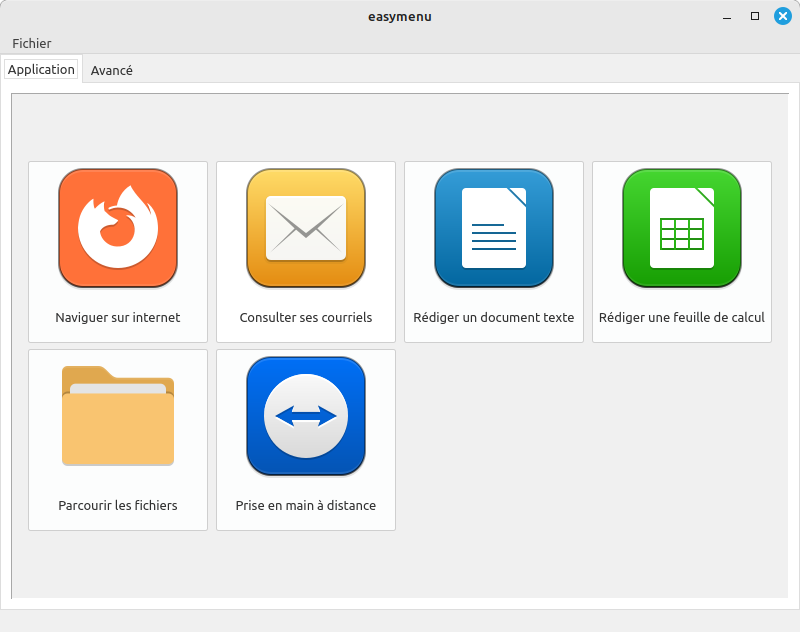 easymenu
Fichier
Application
Avancé
Naviguer sur internet
Consulter ses courriels
Rédiger un document texte
Rédiger une feuille de calcul
Parcourir les fichiers
Prise en main à distance